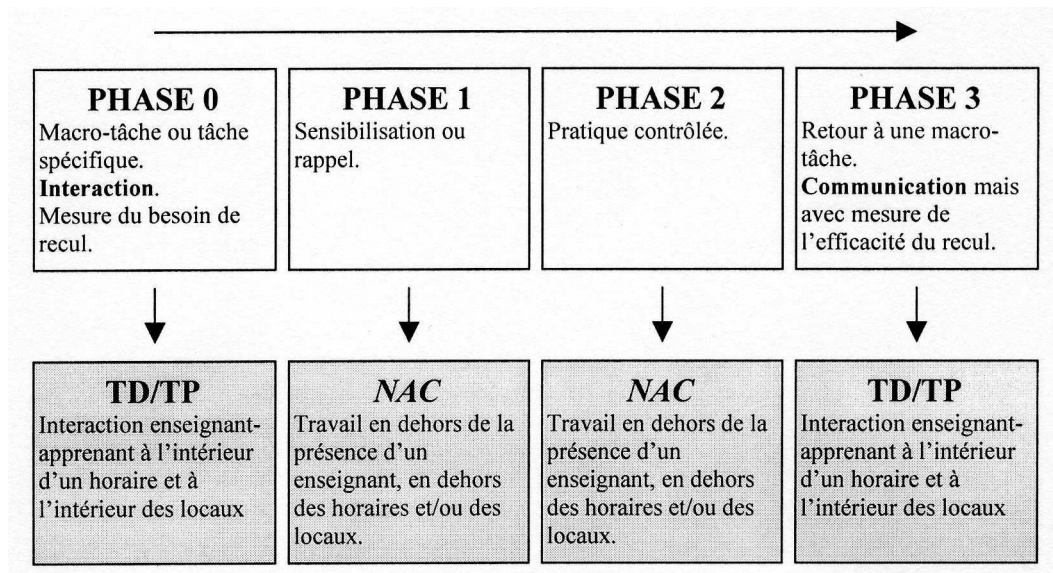 PHASE 0
Macro-tâche ou tâche
spécifique.
Interaction.
Mesure du besoin de
recul.
PHASE 1
Sensibilisation ou
rappel.
PHASE 2
Pratique contrôlée.
PHASE 3
Retour à une macro-
tâche.
Communication mais
avec mesure de
l'efficacité du recul.
TD/TP
Interaction enseignant-
apprenant à l'intérieur
d'un horaire et à
l'intérieur des locaux
NAC
Travail en dehors de la
présence d'un
enseignant, en dehors
des horaires et/ou des
locaux.
NAC
Travail en dehors de la
présence d'un
enseignant, en dehors
des horaires et/ou des
locaux.
TD/TP
Interaction enseignant-
apprenant à l'intérieur
d'un horaire et à
l'intérieur des locaux